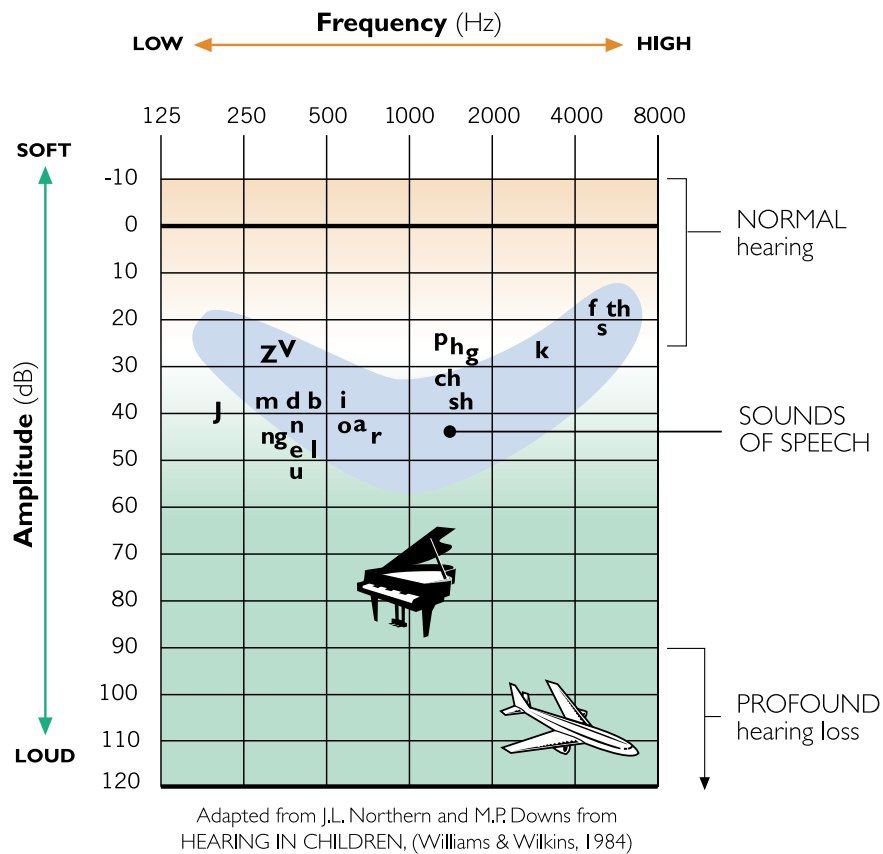 Frequency (Hz)
LOW HIGH
125 250 500 1000 2000 4000 8000
SOFT
-10
0
10
20
30
40
50
60
70
80
90
100
110
120
Amplitude (dB)
LOUD
NORMAL
hearing
f th
s
z v
p h g
k
ch
sh
J
m d b i
n
o a r
ng
e l
u
SOUNDS
OF SPEECH
PROFOUND
hearing loss
Adapted from J.L. Northern and M.P. Downs from
HEARING IN CHILDREN, (Williams & Wilkins, 1984)